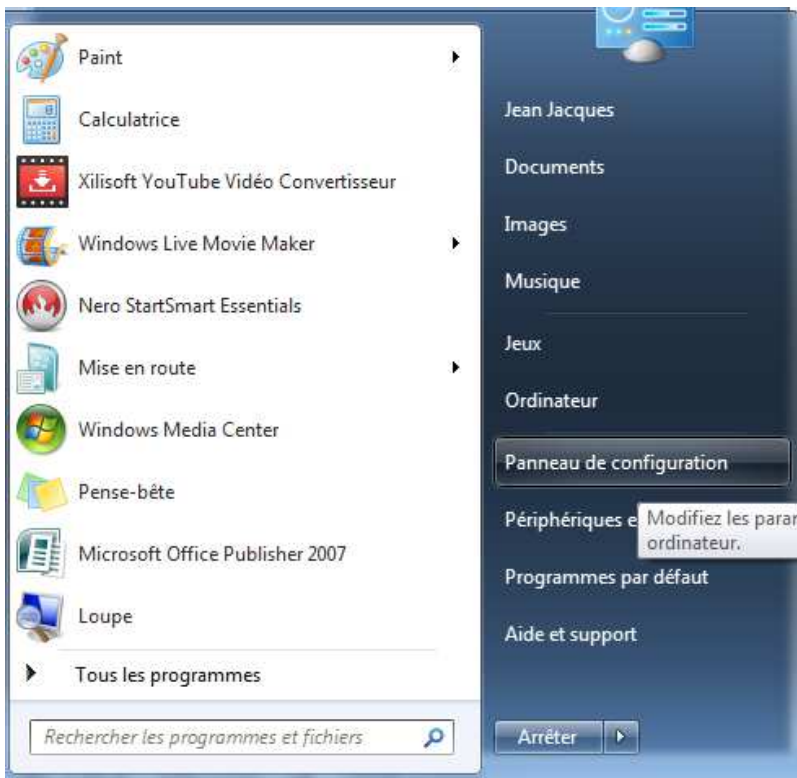 Paint
Calculatrice
Xilisoft YouTube Vidéo Convertisseur
Windows Live Movie Maker
Nero StartSmart Essentials
Mise en route
Windows Media Center
Pense-bête
Microsoft Office Publisher 2007
Loupe
Tous les programmes
Rechercher les programmes et fichiers
Jean Jacques
Documents
Images
Musique
Jeux
Ordinateur
Panneau de configuration
Périphériques e
Modifiez les para
ordinateur.
Programmes par défaut
Aide et support
Arrêter